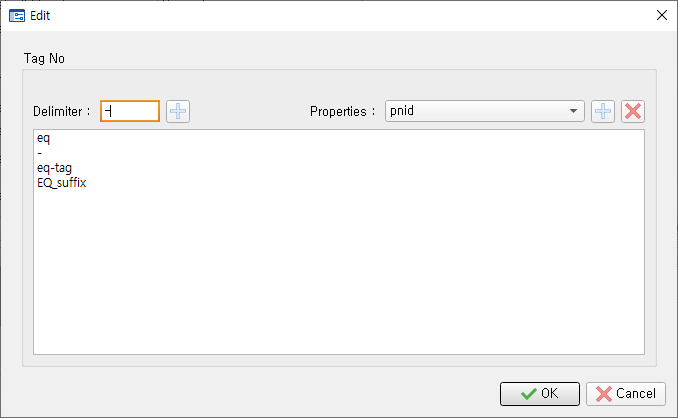 Edit
Tag No
Delimiter : -
Properties : pnid
eq
-
eq-tag
EQ_suffix
OK
Cancel